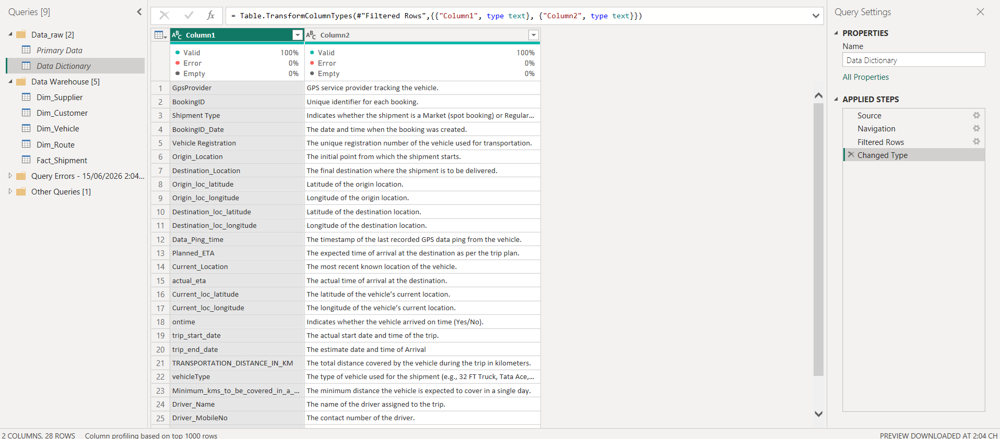 Queries [9]
Data_raw [2]
Primary Data
Data Dictionary
Data Warehouse [5]
Dim_Supplier
Dim_Customer
Dim_Vehicle
Dim_Route
Fact_Shipment
Query Errors - 15/06/2026 2:04...
Other Queries [1]
fx
= Table.TransformColumnTypes(#"Filtered Rows",{{"Column1", type text}, {"Column2", type text}})
ABC Column1 ABC Column2
Valid 100% Valid 100%
Error 0% Error 0%
Empty 0% Empty 0%
1 GpsProvider GPS service provider tracking the vehicle.
2 BookingID Unique identifier for each booking.
3 Shipment Type Indicates whether the shipment is a Market (spot booking) or Regular...
4 BookingID_Date The date and time when the booking was created.
5 Vehicle Registration The unique registration number of the vehicle used for transportation.
6 Origin_Location The initial point from which the shipment starts.
7 Destination_Location The final destination where the shipment is to be delivered.
8 Origin_loc_latitude Latitude of the origin location.
9 Origin_loc_longitude Longitude of the origin location.
10 Destination_loc_latitude Latitude of the destination location.
11 Destination_loc_longitude Longitude of the destination location.
12 Data_Ping_time The timestamp of the last recorded GPS data ping from the vehicle.
13 Planned_ETA The expected time of arrival at the destination as per the trip plan.
14 Current_Location The most recent known location of the vehicle.
15 actual_eta The actual time of arrival at the destination.
16 Current_loc_latitude The latitude of the vehicle’s current location.
17 Current_loc_longitude The longitude of the vehicle’s current location.
18 ontime Indicates whether the vehicle arrived on time (Yes/No).
19 trip_start_date The actual start date and time of the trip.
20 trip_end_date The estimate date and time of Arrival
21 TRANSPORTATION_DISTANCE_IN_KM The total distance covered by the vehicle during the trip in kilometers.
22 vehicleType The type of vehicle used for the shipment (e.g., 32 FT Truck, Tata Ace,...
23 Minimum_kms_to_be_covered_in_a_... The minimum distance the vehicle is expected to cover in a single day.
24 Driver_Name The name of the driver assigned to the trip.
25 Driver_MobileNo The contact number of the driver.
Query Settings
PROPERTIES
Name
Data Dictionary
All Properties
APPLIED STEPS
Source
Navigation
Filtered Rows
Changed Type
2 COLUMNS, 28 ROWS Column profiling based on top 1000 rows
PREVIEW DOWNLOADED AT 2:04 CH